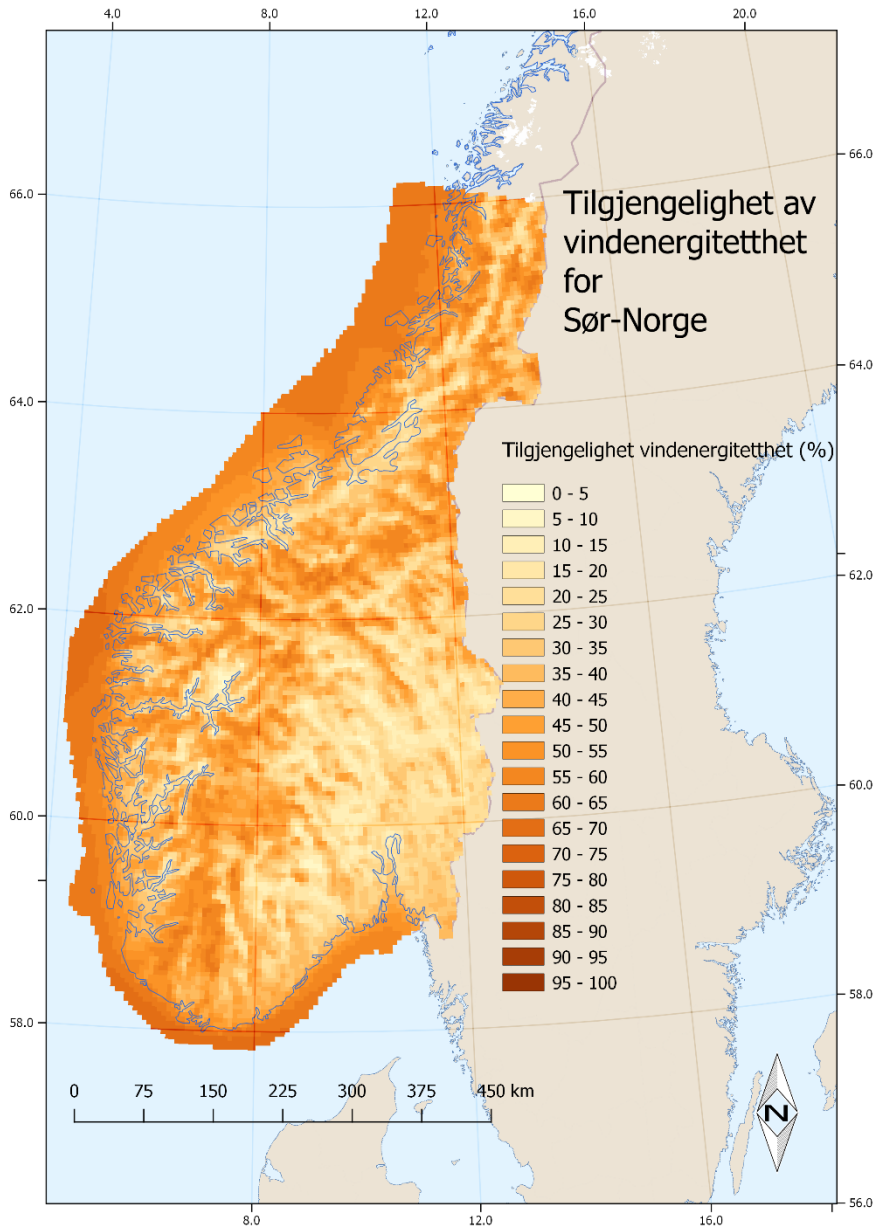 4.0
8.0
12.0
16.0
20.0
66.0
66.0
Tilgjengelighet av
vindenergitetthet
for
Sør-Norge
64.0
64.0
Tilgjengelighet vindenergitetthet (%)
0 - 5
5 - 10
10 - 15
15 - 20
20 - 25
25 - 30
30 - 35
35 - 40
40 - 45
45 - 50
50 - 55
55 - 60
60 - 65
65 - 70
70 - 75
75 - 80
80 - 85
85 - 90
90 - 95
95 - 100
62.0
62.0
60.0
60.0
58.0
58.0
0 75 150 225 300 375 450 km
N
56.0
8.0
12.0
16.0